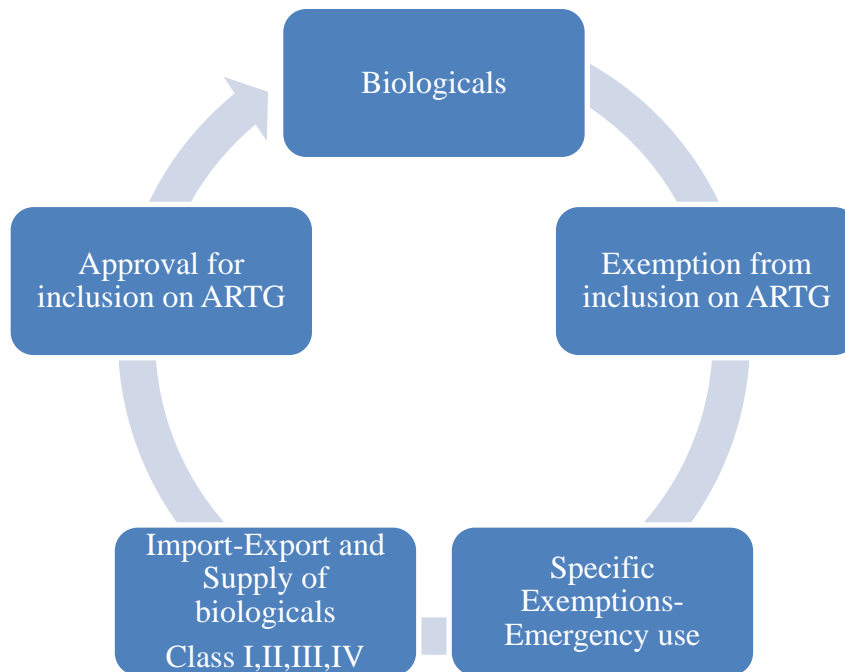 Biologicals
Exemption from
inclusion on ARTG
Specific
Exemptions-
Emergency use
Import-Export and
Supply of
biologicals
Class I,II,III,IV
Approval for
inclusion on ARTG